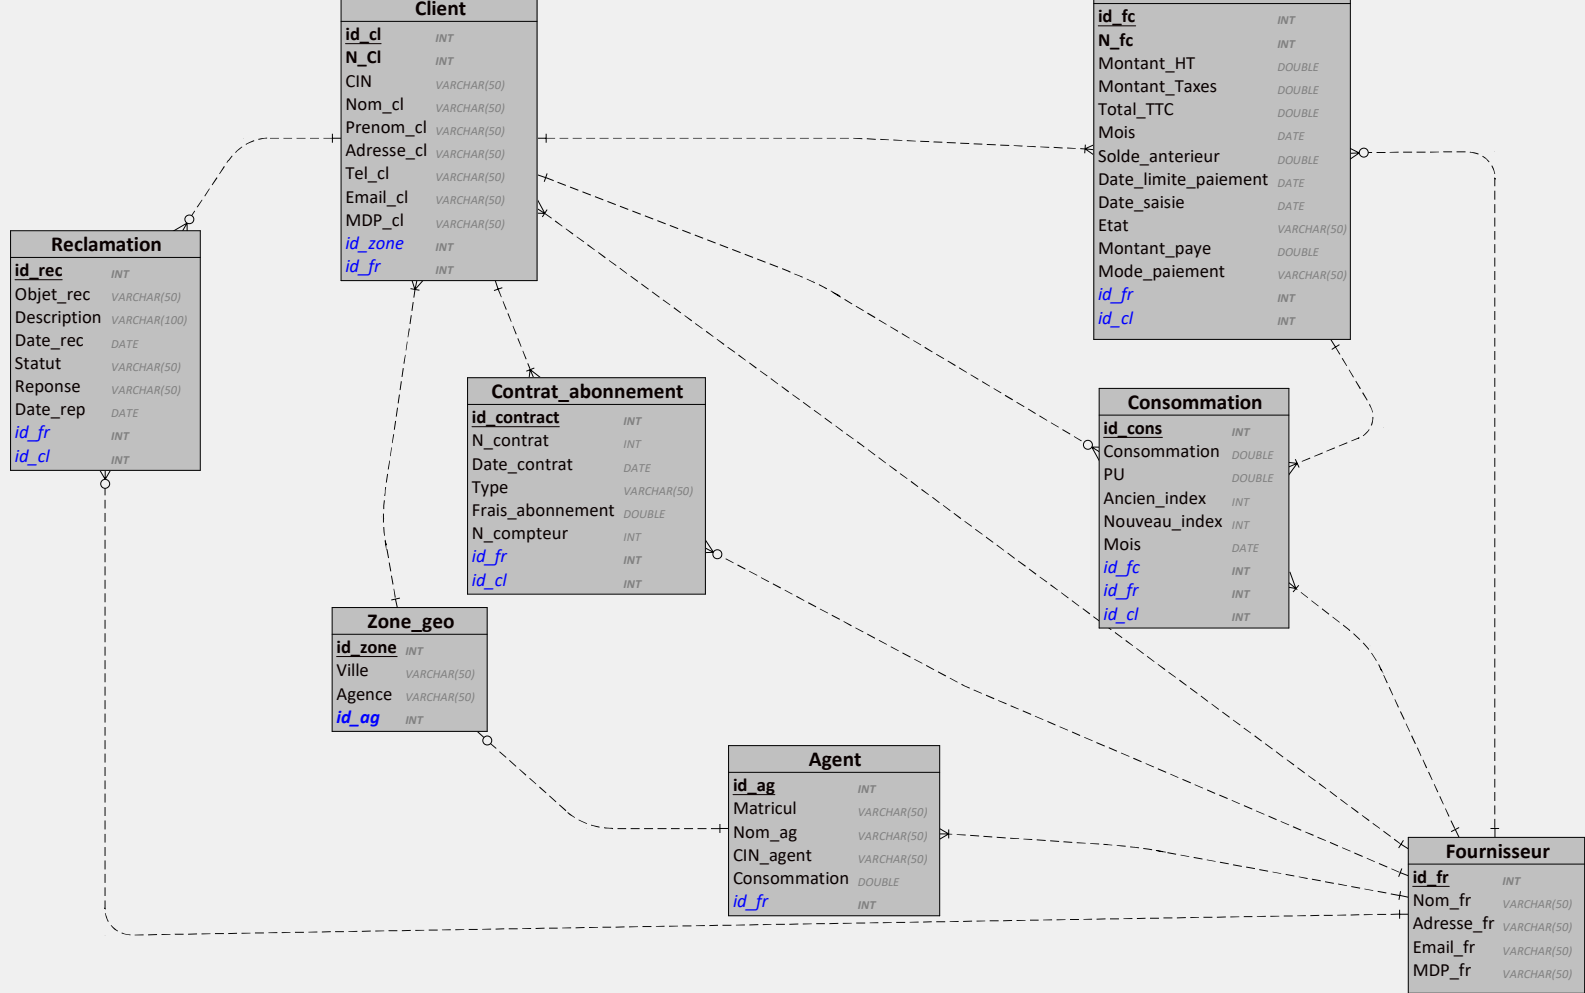 Client
id_cl INT
N_Cl INT
CIN VARCHAR(50)
Nom_cl VARCHAR(50)
Prenom_cl VARCHAR(50)
Adresse_cl VARCHAR(50)
Tel_cl VARCHAR(50)
Email_cl VARCHAR(50)
MDP_cl VARCHAR(50)
id_zone INT
id_fr INT
id_fc INT
N_fc INT
Montant_HT DOUBLE
Montant_Taxes DOUBLE
Total_TTC DOUBLE
Mois DATE
Solde_anterieur DOUBLE
Date_limite_paiement DATE
Date_saisie DATE
Etat VARCHAR(50)
Montant_paye DOUBLE
Mode_paiement VARCHAR(50)
id_fr INT
id_cl INT
Reclamation
id_rec INT
Objet_rec VARCHAR(50)
Description VARCHAR(100)
Date_rec DATE
Statut VARCHAR(50)
Reponse VARCHAR(50)
Date_rep DATE
id_fr INT
id_cl INT
Contrat_abonnement
id_contract INT
N_contrat INT
Date_contrat DATE
Type VARCHAR(50)
Frais_abonnement DOUBLE
N_compteur INT
id_fr INT
id_cl INT
Consommation
id_cons INT
Consommation DOUBLE
PU DOUBLE
Ancien_index INT
Nouveau_index INT
Mois DATE
id_fc INT
id_fr INT
id_cl INT
Zone_geo
id_zone INT
Ville VARCHAR(50)
Agence VARCHAR(50)
id_ag INT
Agent
id_ag INT
Matricul VARCHAR(50)
Nom_ag VARCHAR(50)
CIN_agent VARCHAR(50)
Consommation DOUBLE
id_fr INT
Fournisseur
id_fr INT
Nom_fr VARCHAR(50)
Adresse_fr VARCHAR(50)
Email_fr VARCHAR(50)
MDP_fr VARCHAR(50)